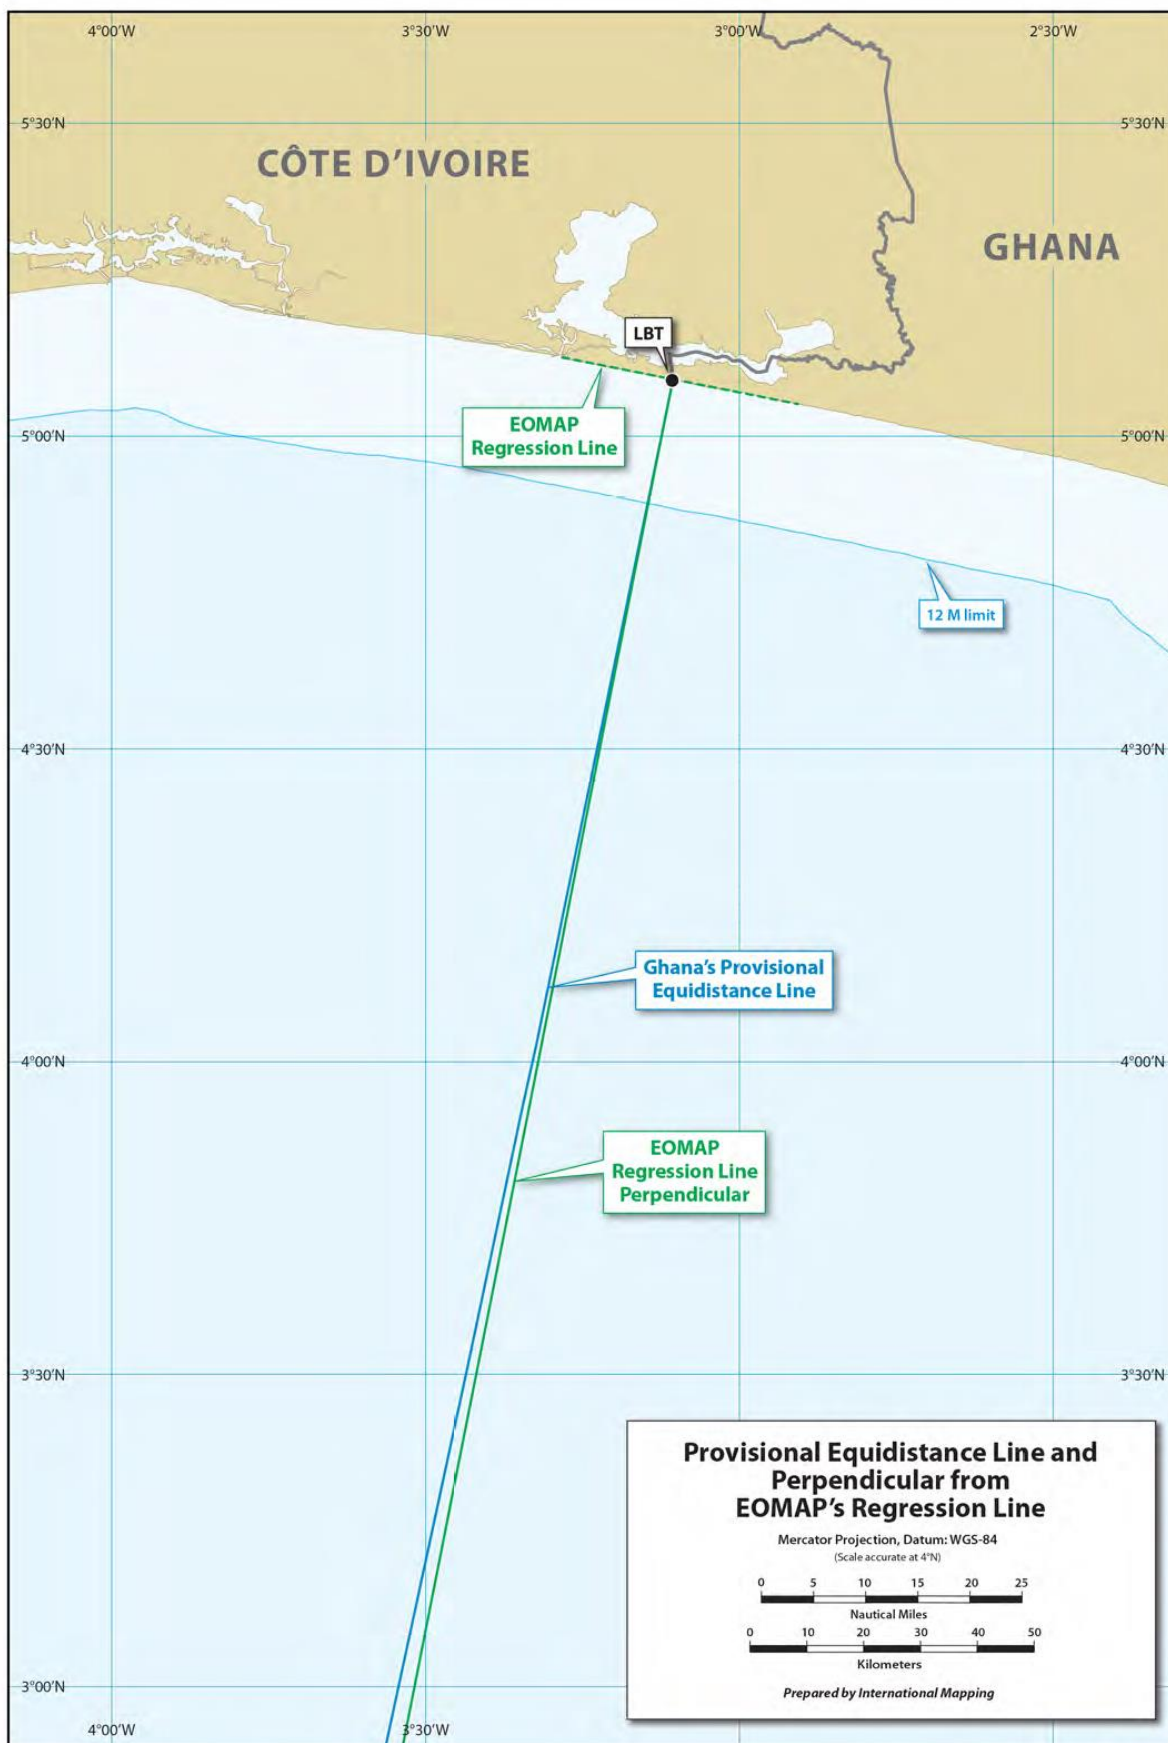 4°00'W
3°30'W
3°00'W
2°30'W
5°30'N
5°30'N
CÔTE D'IVOIRE
GHANA
LBT
EOMAP
Regression Line
5°00'N
5°00'N
12 M limit
4°30'N
4°30'N
Ghana's Provisional
Equidistance Line
4°00'N
4°00'N
EOMAP
Regression Line
Perpendicular
3°30'N
3°30'N
Provisional Equidistance Line and
Perpendicular from
EOMAP's Regression Line
Mercator Projection, Datum: WGS-84
(Scale accurate at 4°N)
0 5 10 15 20 25
Nautical Miles
0 10 20 30 40 50
Kilometers
Prepared by International Mapping
3°00'N
4°00'W
3°30'W